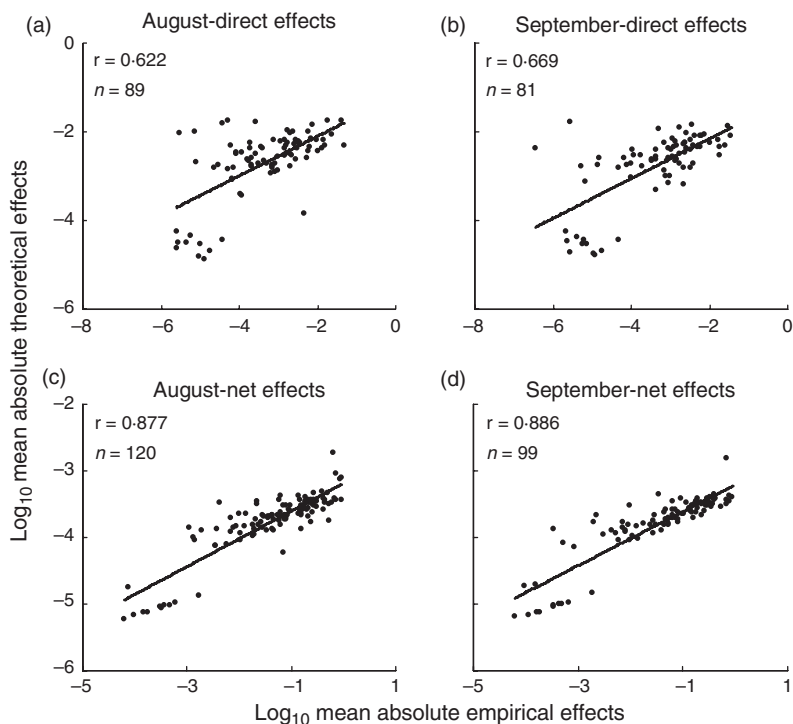 (a) August-direct effects
r = 0·622
n = 89
0
−2
−4
−6
−8 −6 −4 −2 0
(b) September-direct effects
r = 0·669
n = 81
−8 −6 −4 −2 0
Log10 mean absolute theoretical effects
(c) August-net effects
r = 0·877
n = 120
−2
−3
−4
−5
−6
−5 −3 −1 1
(d) September-net effects
r = 0·886
n = 99
−5 −3 −1 1
Log10 mean absolute empirical effects